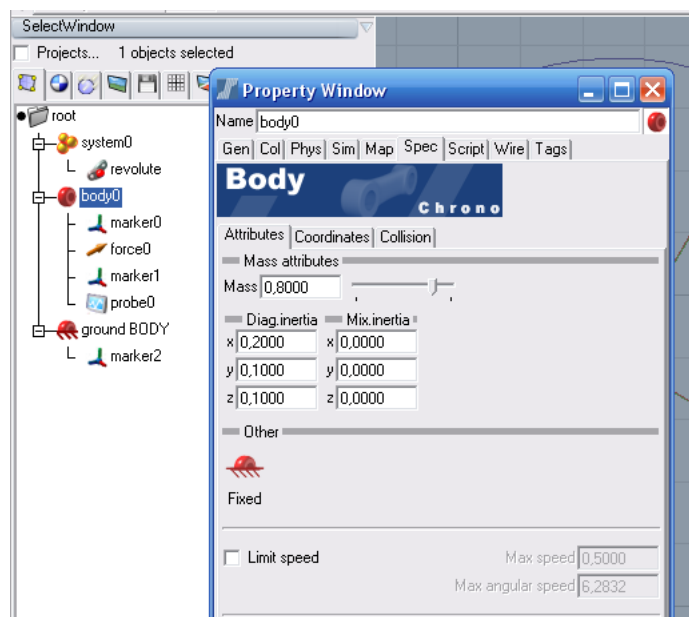 SelectWindow
Projects... 1 objects selected
root
system0
revolute
body0
marker0
force0
marker1
probe0
ground BODY
marker2
Property Window
Name body0
Gen Col Phys Sim Map Spec Script Wire Tags
Body
Chrono
Attributes Coordinates Collision
Mass attributes
Mass 0,8000
Diag.inertia Mix.inertia
x 0,2000 x 0,0000
y 0,1000 y 0,0000
z 0,1000 z 0,0000
Other
Fixed
Limit speed Max speed 0,5000
Max angular speed 6,2832